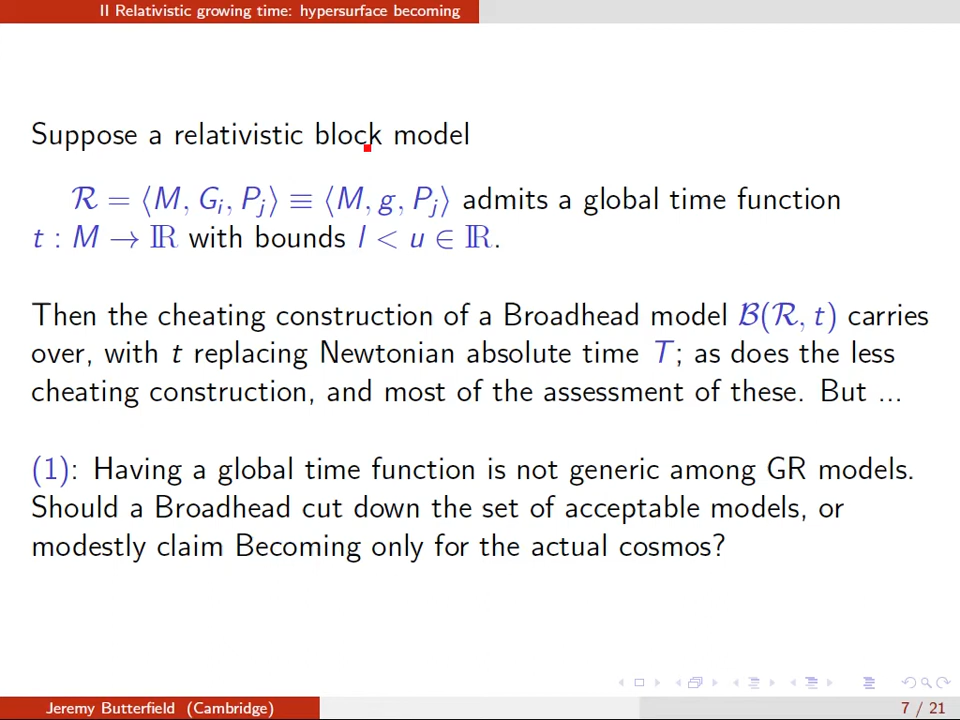 II Relativistic growing time: hypersurface becoming
Suppose a relativistic block model
ℛ = ⟨M, Gᵢ, Pⱼ⟩ ≡ ⟨M, g, Pⱼ⟩ admits a global time function
t : M → ℝ with bounds l < u ∈ ℝ.
Then the cheating construction of a Broadhead model ℬ(ℛ, t) carries
over, with t replacing Newtonian absolute time T; as does the less
cheating construction, and most of the assessment of these. But ...
(1): Having a global time function is not generic among GR models.
Should a Broadhead cut down the set of acceptable models, or
modestly claim Becoming only for the actual cosmos?
Jeremy Butterfield (Cambridge)
7 / 21